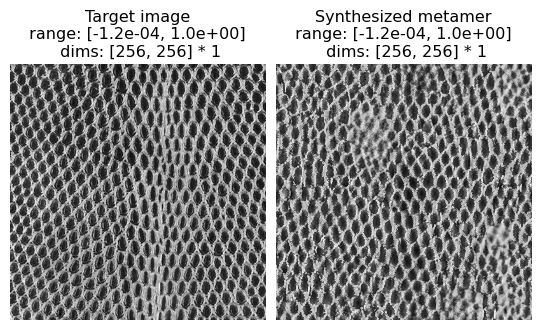 Target image
range: [-1.2e-04, 1.0e+00]
dims: [256, 256] * 1
Synthesized metamer
range: [-1.2e-04, 1.0e+00]
dims: [256, 256] * 1